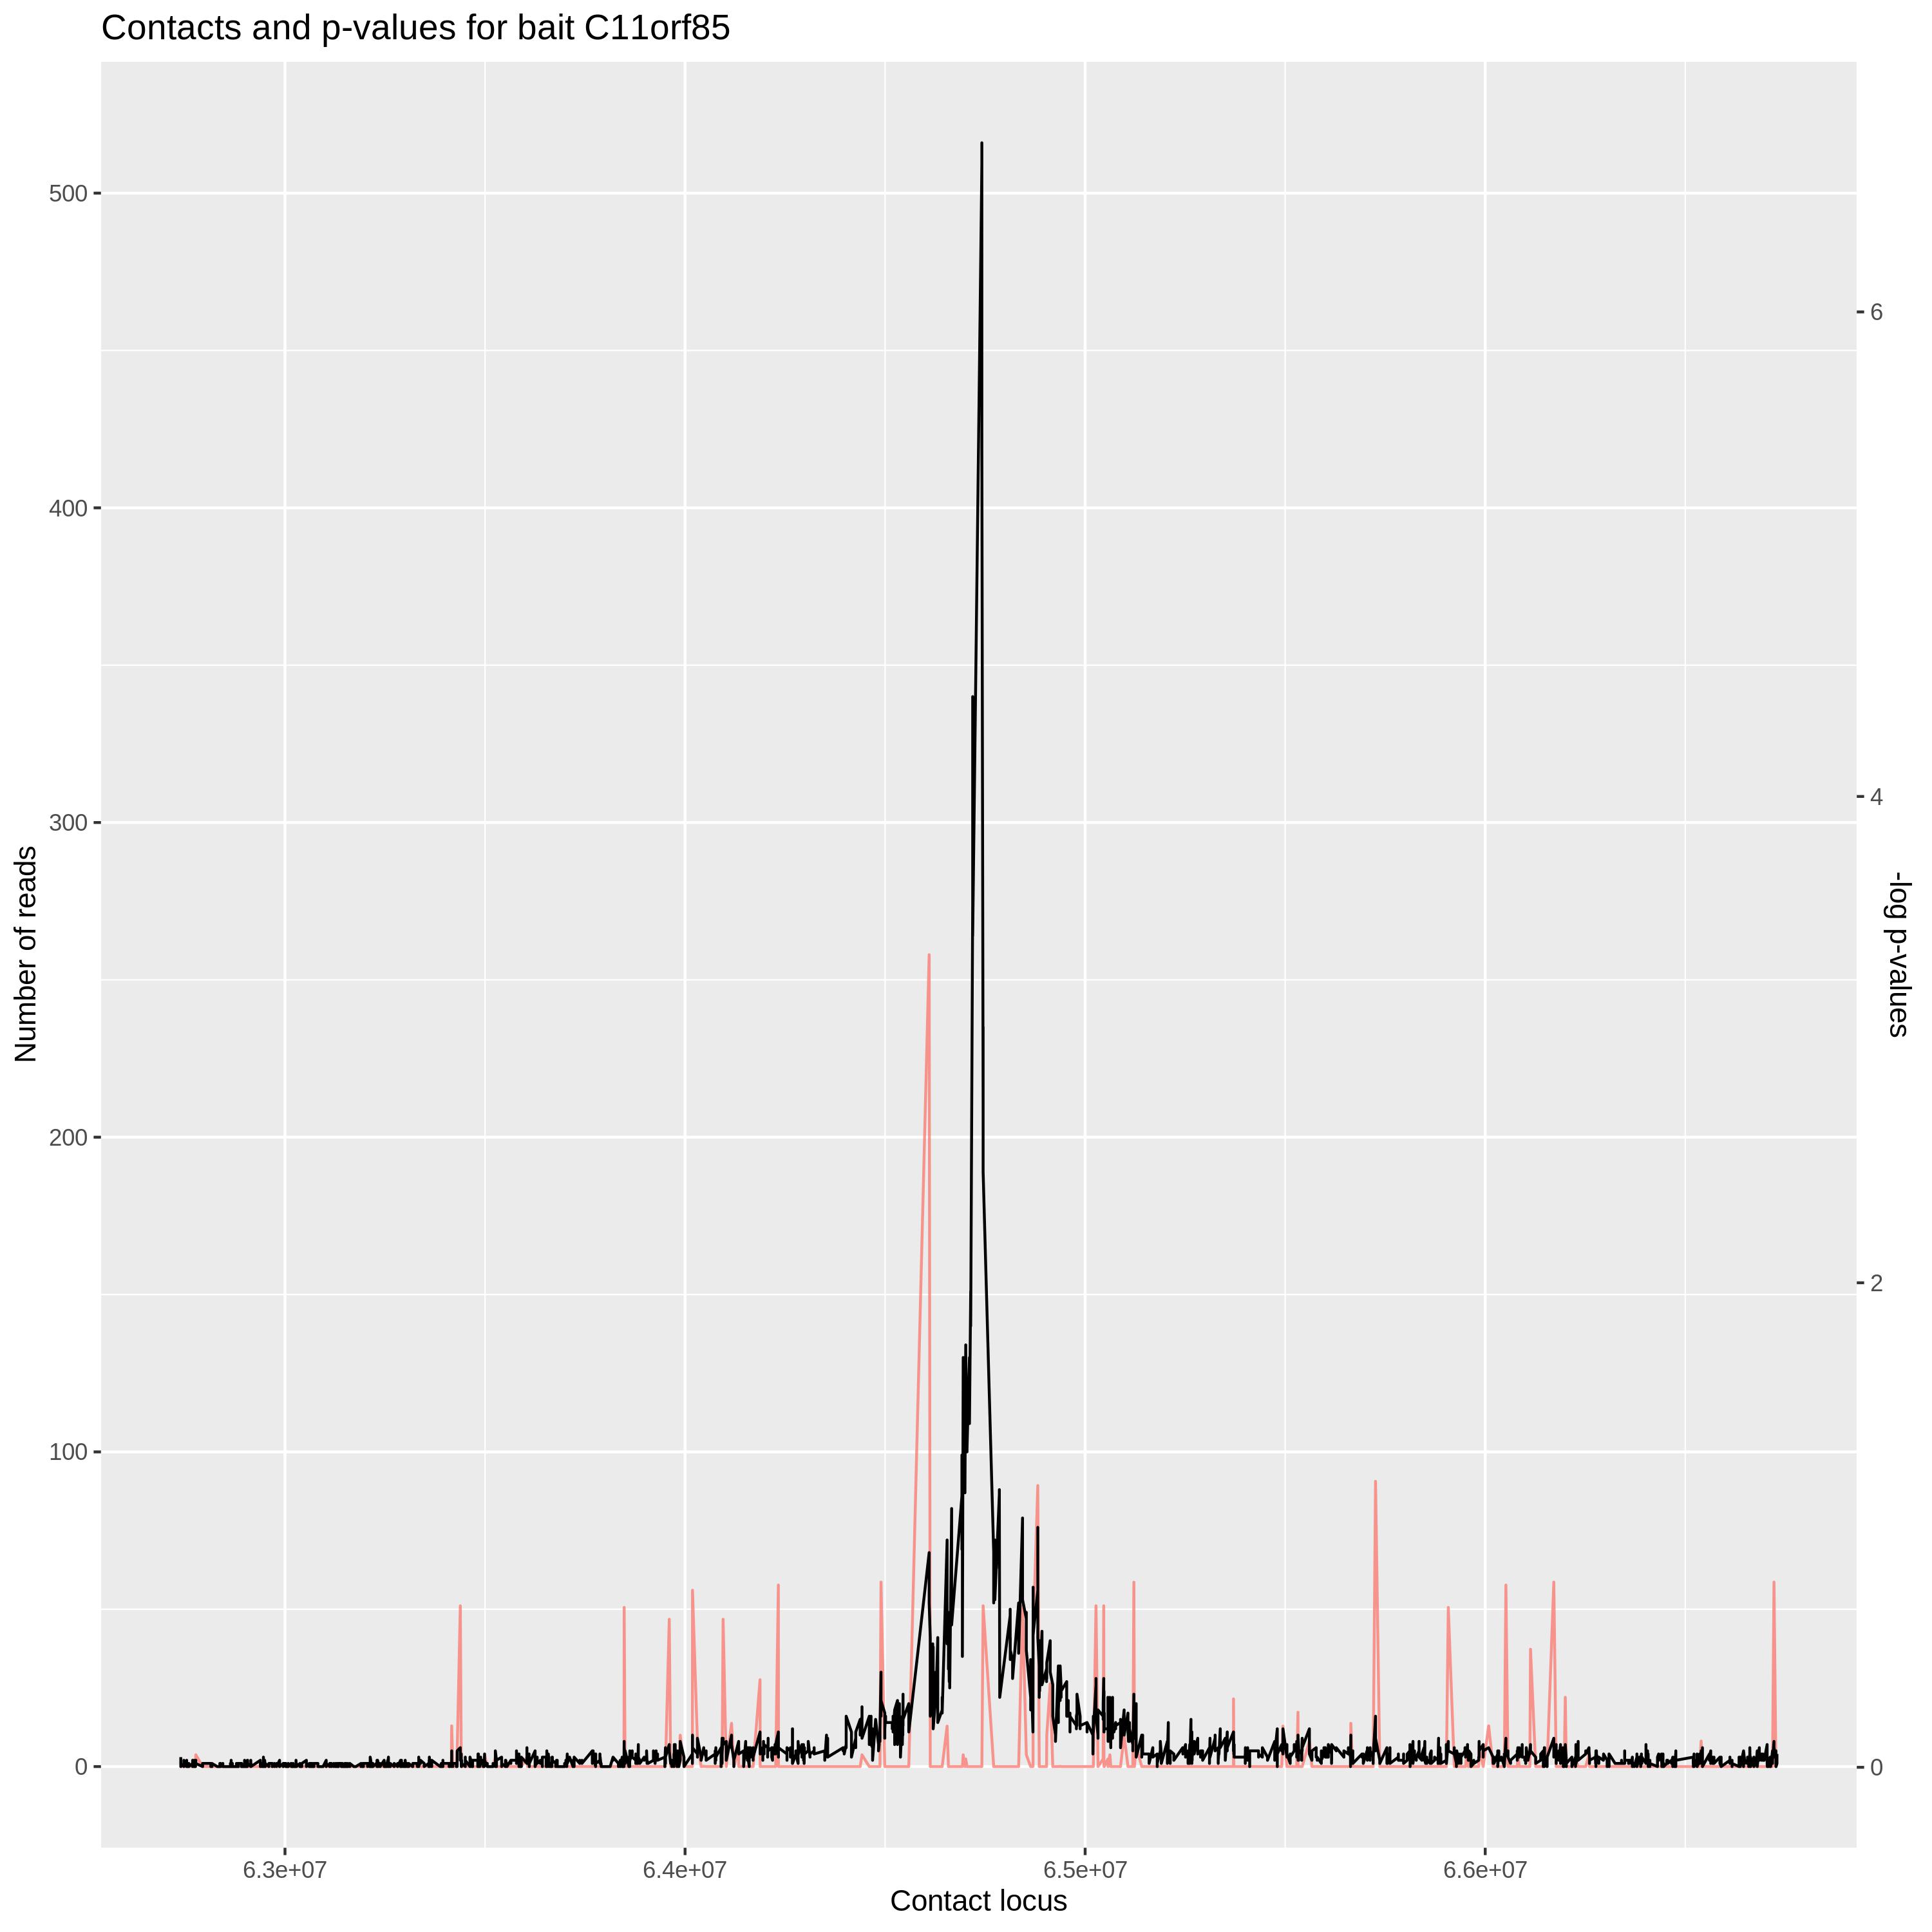 Contacts and p-values for bait C11orf85
500
400
300
200
100
0
Number of reads
6
4
2
0
-log p-values
6.3e+07
6.4e+07
6.5e+07
6.6e+07
Contact locus